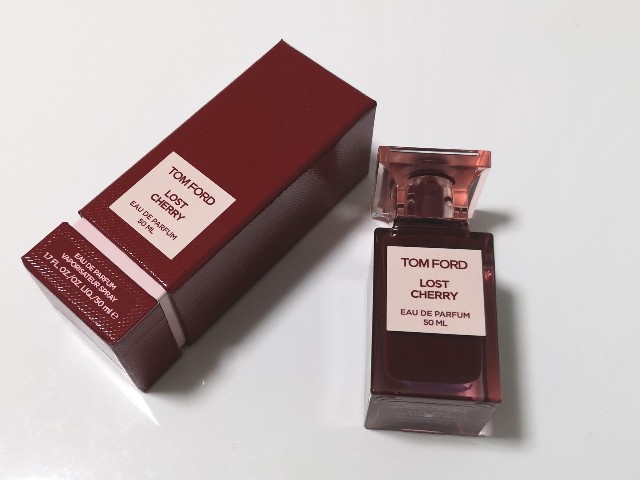 TOM FORD
LOST
CHERRY
EAU DE PARFUM
50 ML
EAU DE PARFUM
VAPORISATEUR SPRAY
1.7 FL.OZ./OZ. LIQ./50 ml ℮
TOM FORD
LOST
CHERRY
EAU DE PARFUM
50 ML